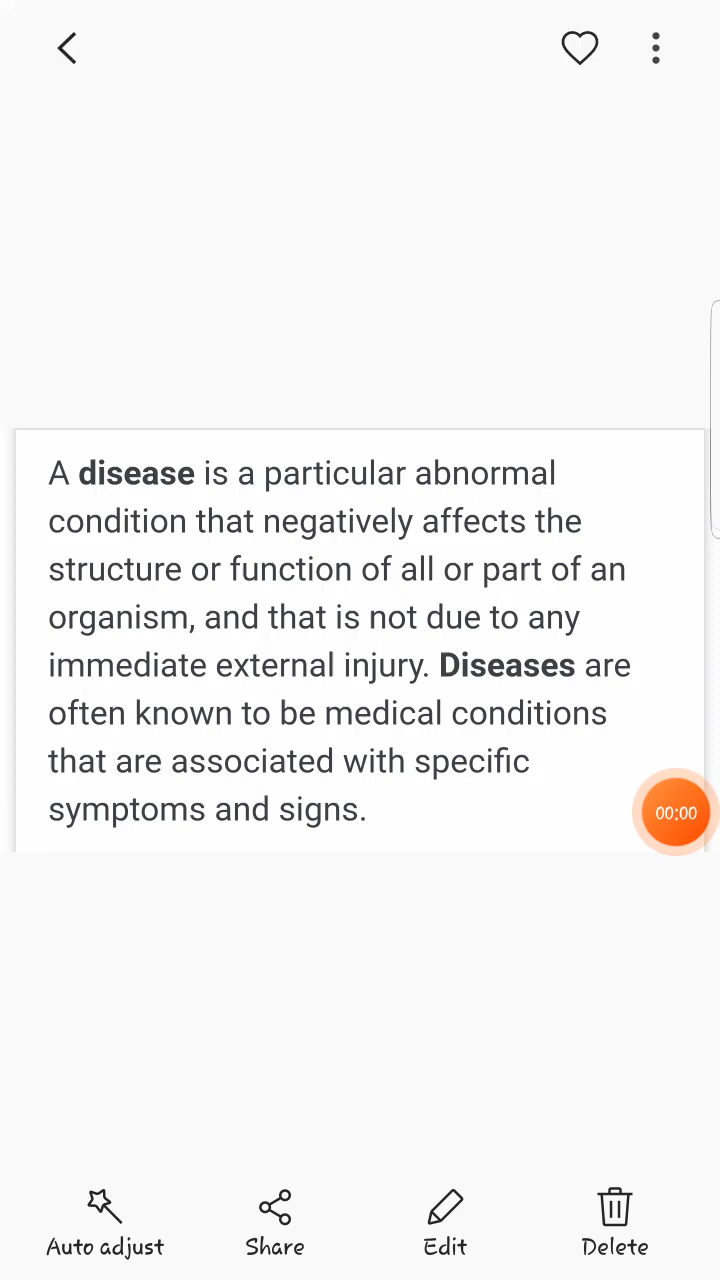 A disease is a particular abnormal
condition that negatively affects the
structure or function of all or part of an
organism, and that is not due to any
immediate external injury. Diseases are
often known to be medical conditions
that are associated with specific
symptoms and signs.
00:00
Auto adjust
Share
Edit
Delete